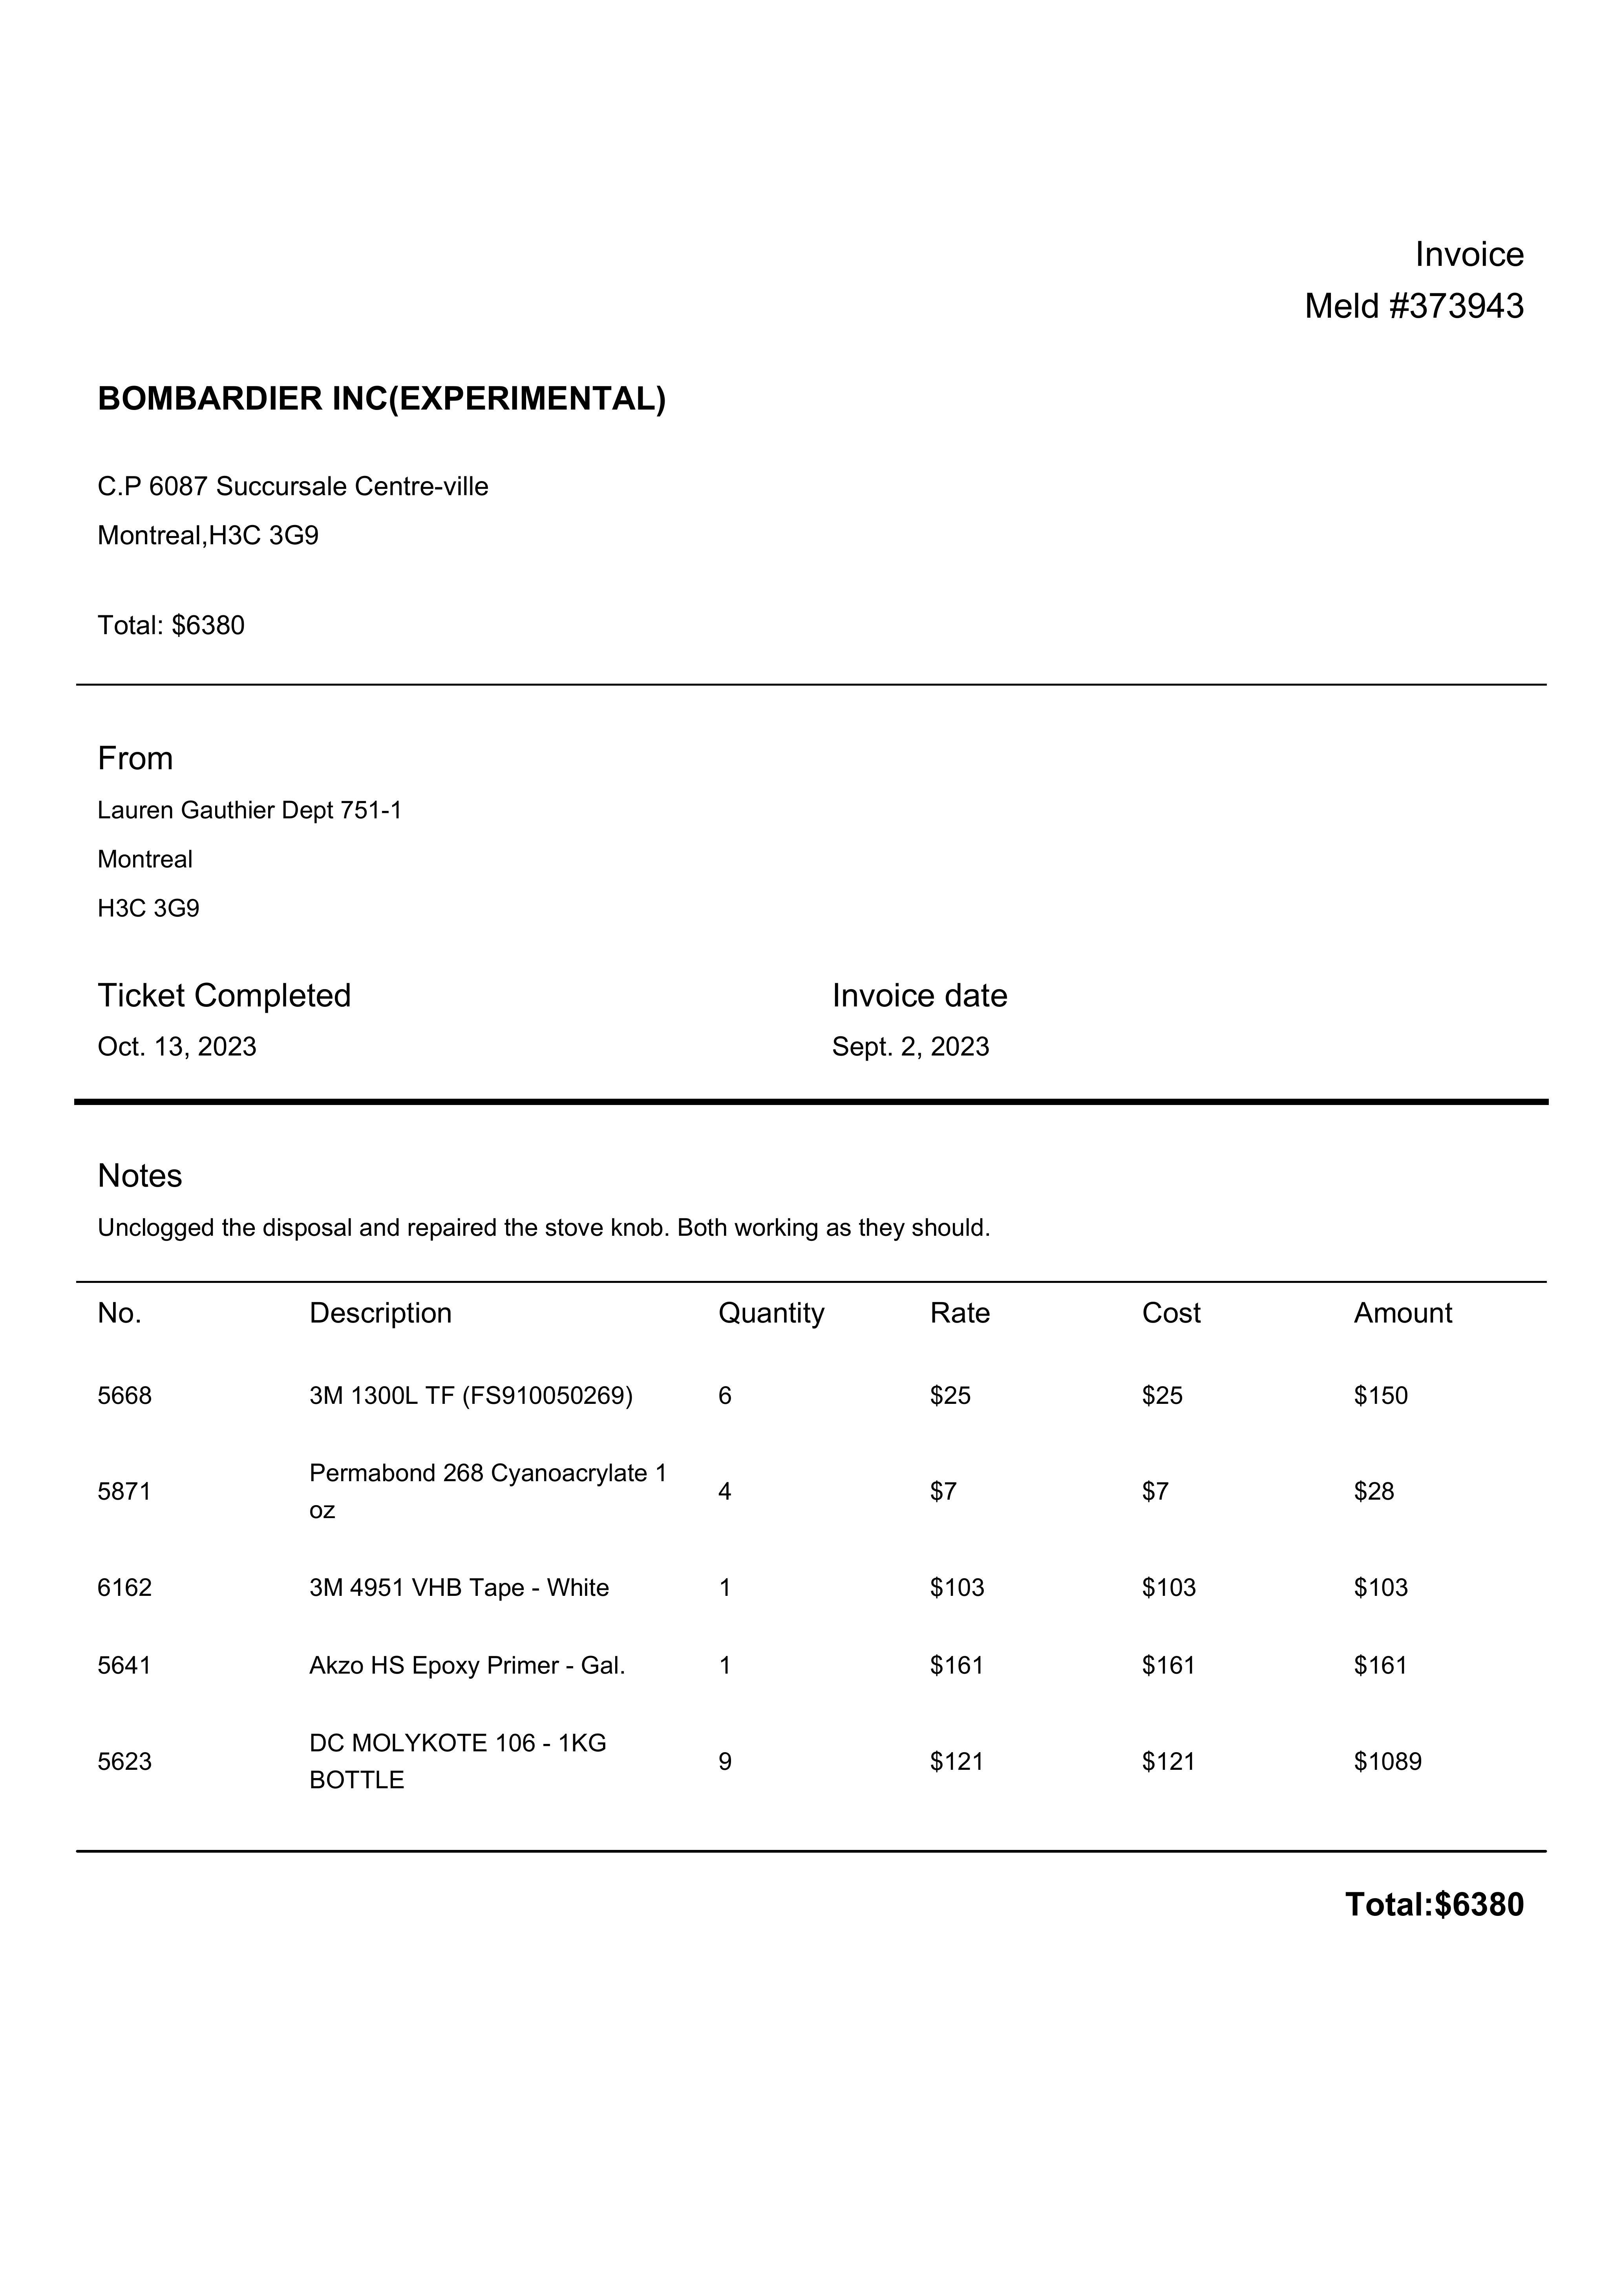 Invoice
Meld #373943
BOMBARDIER INC(EXPERIMENTAL)
C.P 6087 Succursale Centre-ville
Montreal,H3C 3G9
Total: $6380
From
Lauren Gauthier Dept 751-1
Montreal
H3C 3G9
Ticket Completed Invoice date
Oct. 13, 2023 Sept. 2, 2023
Notes
Unclogged the disposal and repaired the stove knob. Both working as they should.
No. Description Quantity Rate Cost Amount
5668 3M 1300L TF (FS910050269) 6 $25 $25 $150
5871 Permabond 268 Cyanoacrylate 1 4 $7 $7 $28
oz
6162 3M 4951 VHB Tape - White 1 $103 $103 $103
5641 Akzo HS Epoxy Primer - Gal. 1 $161 $161 $161
5623 DC MOLYKOTE 106 - 1KG 9 $121 $121 $1089
BOTTLE
Total:$6380